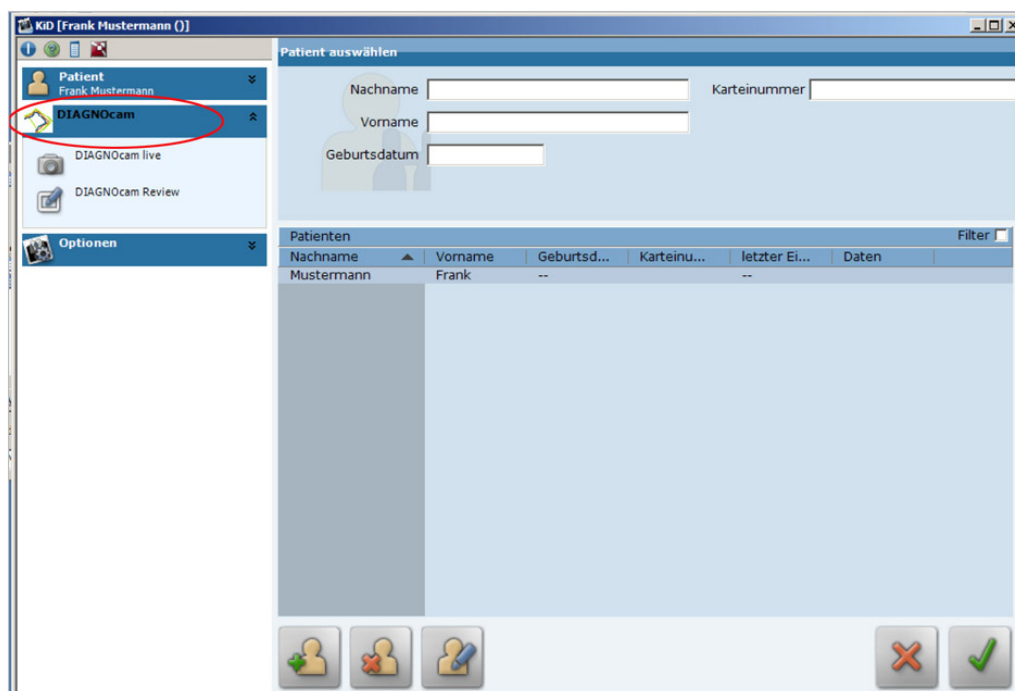 KiD [Frank Mustermann ()]
Patient auswählen
Patient
Frank Mustermann
DIAGNOcam
DIAGNOcam live
DIAGNOcam Review
Optionen
Nachname
Karteinummer
Vorname
Geburtsdatum
Patienten Filter
Nachname Vorname Geburtsd... Karteinu... letzter Ei... Daten
Mustermann Frank -- --